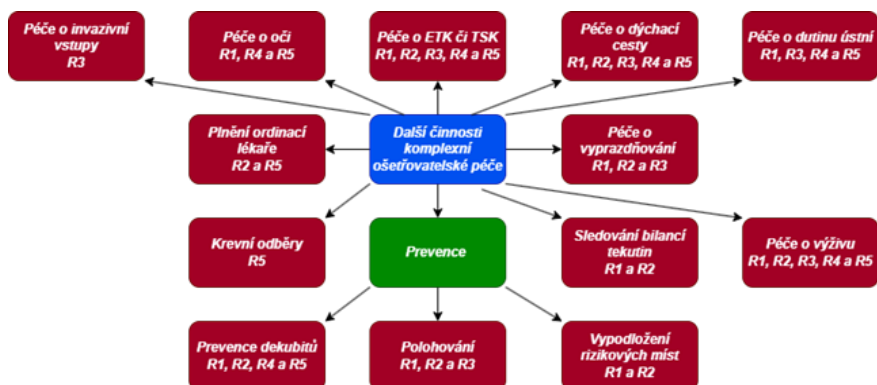 Péče o invazivní
vstupy
R3
Péče o oči
R1, R4 a R5
Péče o ETK či TSK
R1, R2, R3, R4 a R5
Péče o dýchací
cesty
R1, R2, R3, R4 a R5
Péče o dutinu ústní
R1, R3, R4 a R5
Plnění ordinací
lékaře
R2 a R5
Další činnosti
komplexní
ošetřovatelské péče
Péče o
vyprazdňování
R1, R2 a R3
Krevní odběry
R5
Prevence
Sledování bilancí
tekutin
R1 a R2
Péče o výživu
R1, R2, R3, R4 a R5
Prevence dekubitů
R1, R2, R4 a R5
Polohování
R1, R2 a R3
Vypodložení
rizikových míst
R1 a R2